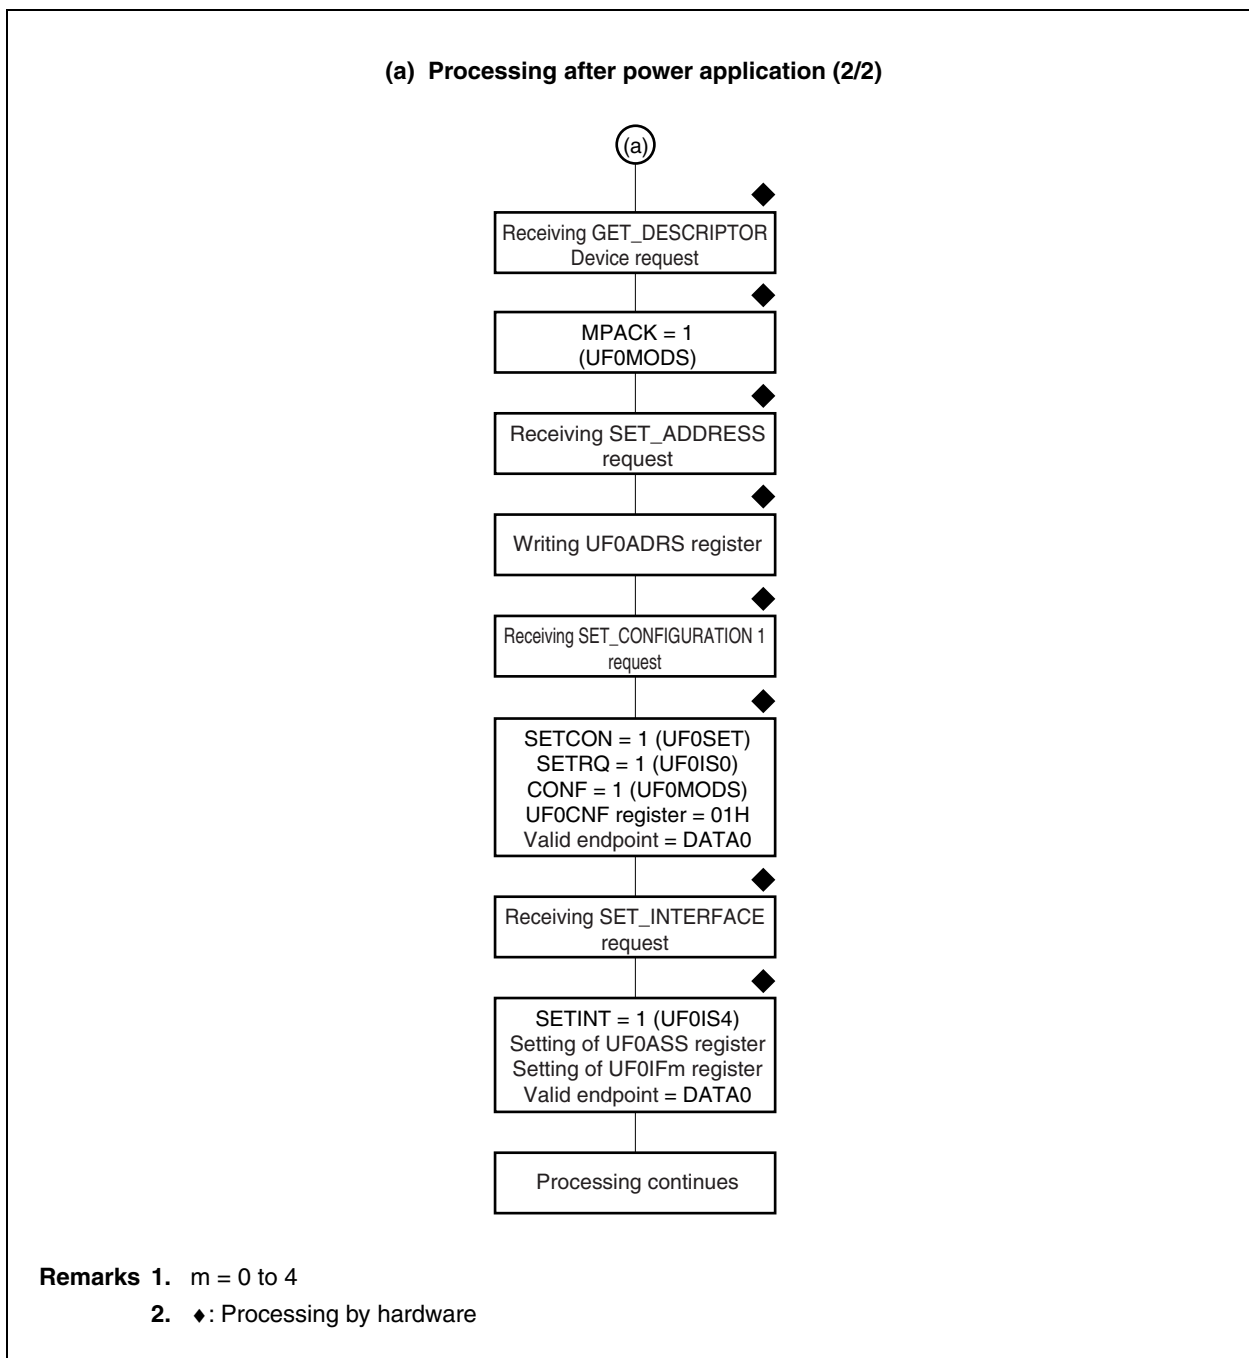 (a) Processing after power application (2/2)
(a)
Receiving GET_DESCRIPTOR
Device request
MPACK = 1
(UF0MODS)
Receiving SET_ADDRESS
request
Writing UF0ADRS register
Receiving SET_CONFIGURATION 1
request
SETCON = 1 (UF0SET)
SETRQ = 1 (UF0IS0)
CONF = 1 (UF0MODS)
UF0CNF register = 01H
Valid endpoint = DATA0
Receiving SET_INTERFACE
request
SETINT = 1 (UF0IS4)
Setting of UF0ASS register
Setting of UF0IFm register
Valid endpoint = DATA0
Processing continues
Remarks 1. m = 0 to 4
2. ♦: Processing by hardware